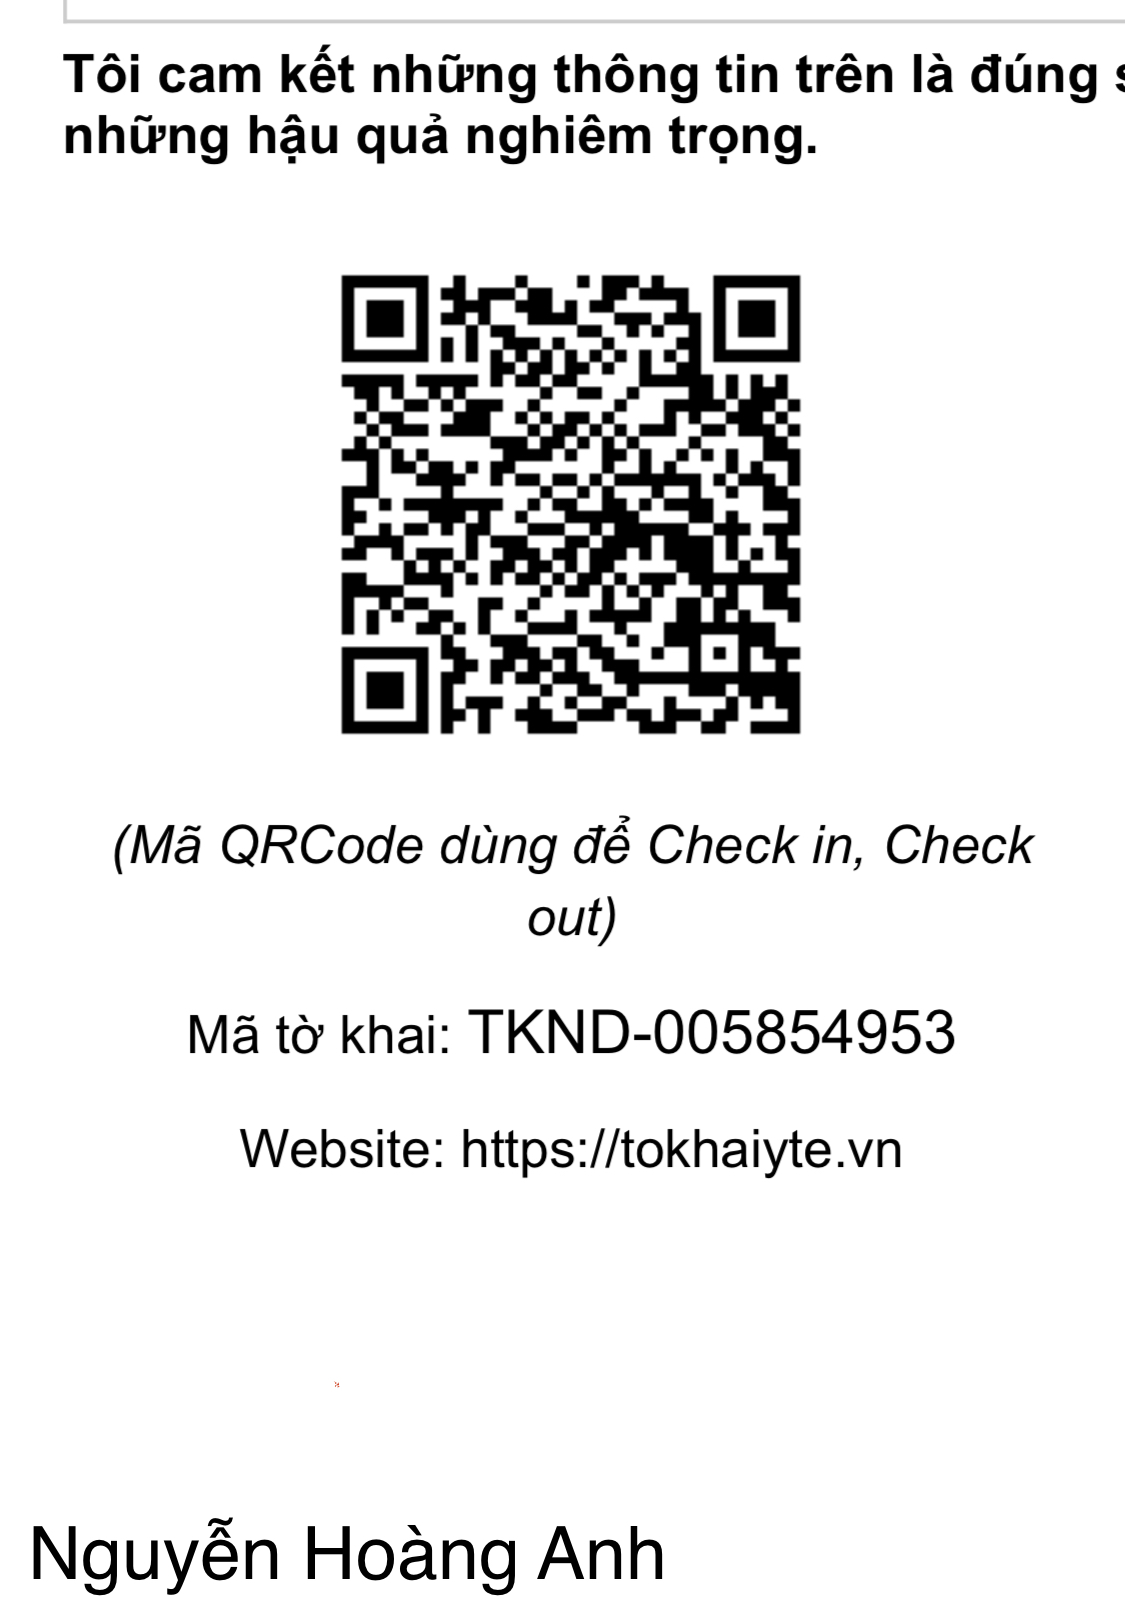 Tôi cam kết những thông tin trên là đúng
những hậu quả nghiêm trọng.
(Mã QRCode dùng để Check in, Check
out)
Mã tờ khai: TKND-005854953
Website: https://tokhaiyte.vn
Nguyễn Hoàng Anh